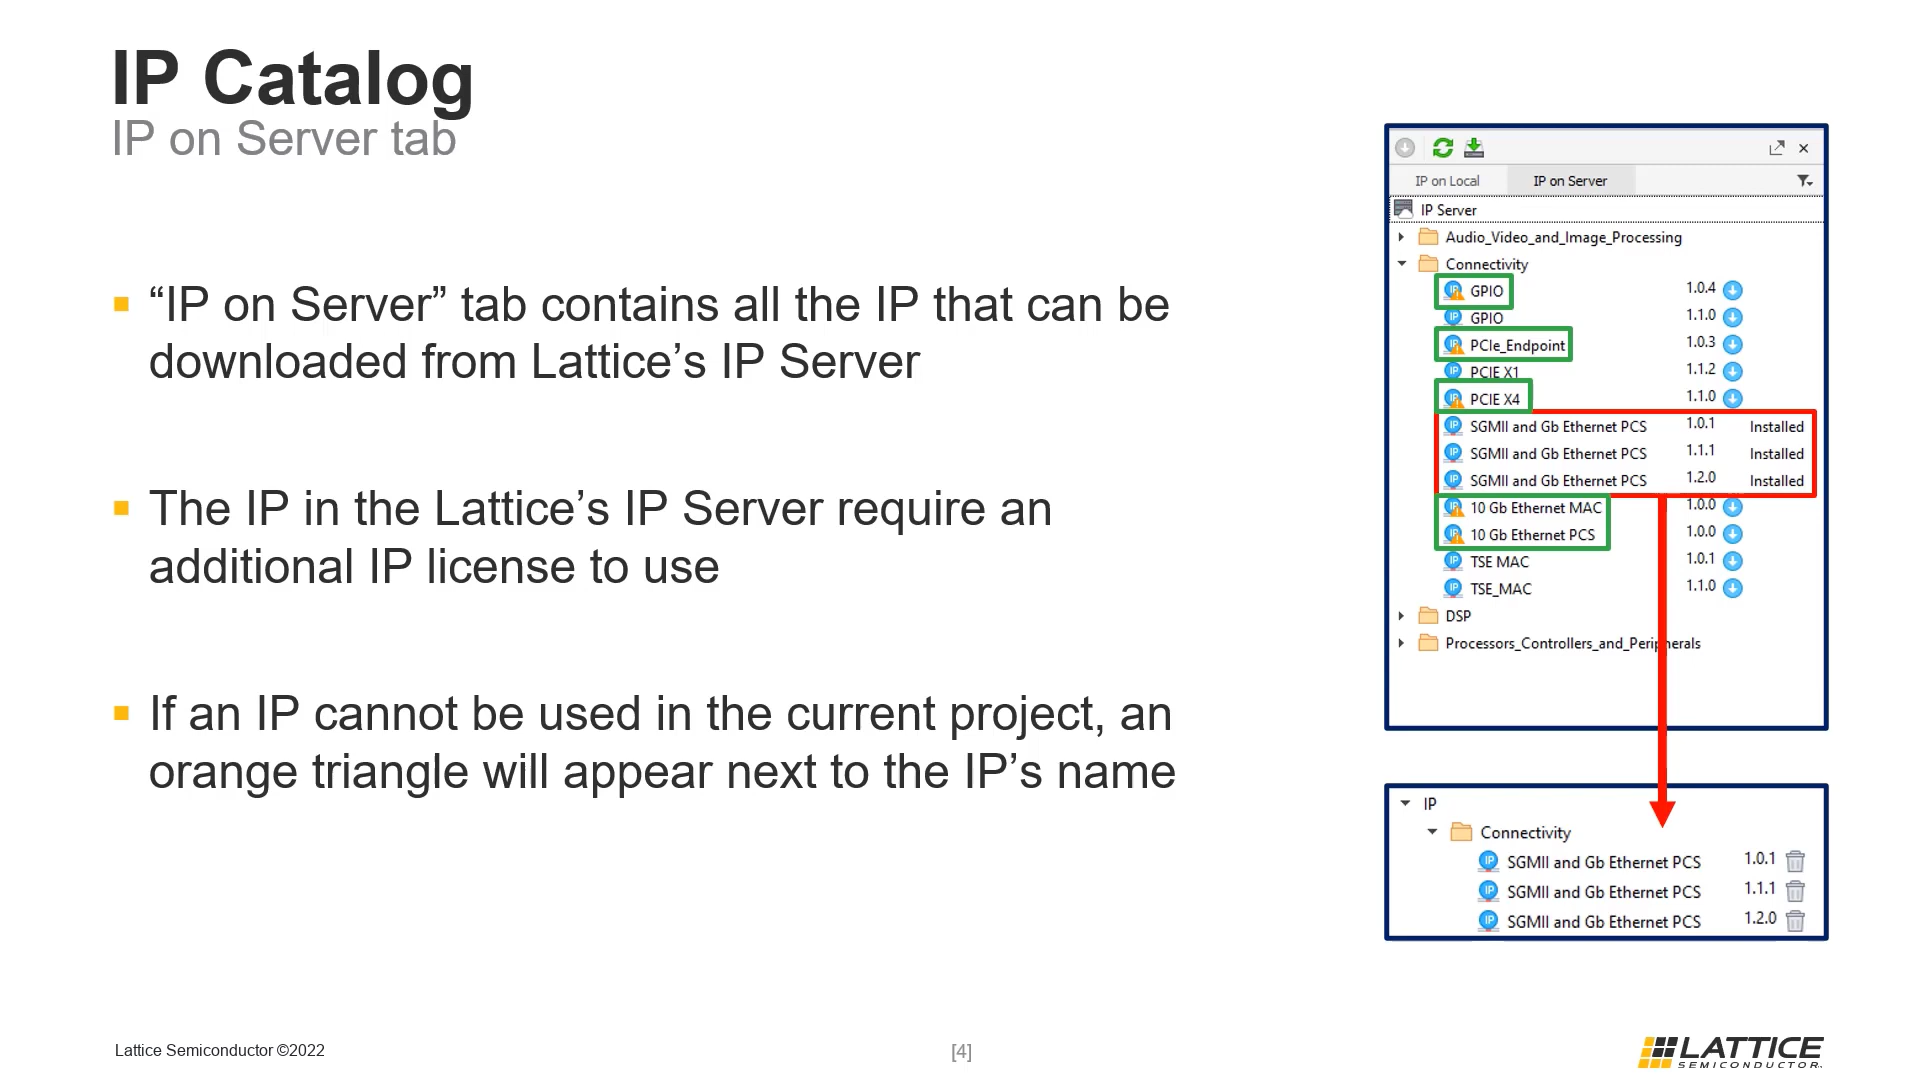 IP Catalog
IP on Server tab
“IP on Server” tab contains all the IP that can be
downloaded from Lattice’s IP Server
The IP in the Lattice’s IP Server require an
additional IP license to use
If an IP cannot be used in the current project, an
orange triangle will appear next to the IP’s name
IP on Local IP on Server
IP Server
Audio_Video_and_Image_Processing
Connectivity
GPIO 1.0.4
GPIO 1.1.0
PCIe_Endpoint 1.0.3
PCIE X1 1.1.2
PCIE X4 1.1.0
SGMII and Gb Ethernet PCS 1.0.1 Installed
SGMII and Gb Ethernet PCS 1.1.1 Installed
SGMII and Gb Ethernet PCS 1.2.0 Installed
10 Gb Ethernet MAC 1.0.0
10 Gb Ethernet PCS 1.0.0
TSE MAC 1.0.1
TSE_MAC 1.1.0
DSP
Processors_Controllers_and_Peripherals
IP
Connectivity
SGMII and Gb Ethernet PCS 1.0.1
SGMII and Gb Ethernet PCS 1.1.1
SGMII and Gb Ethernet PCS 1.2.0
Lattice Semiconductor ©2022
[4]
LATTICE
SEMICONDUCTOR